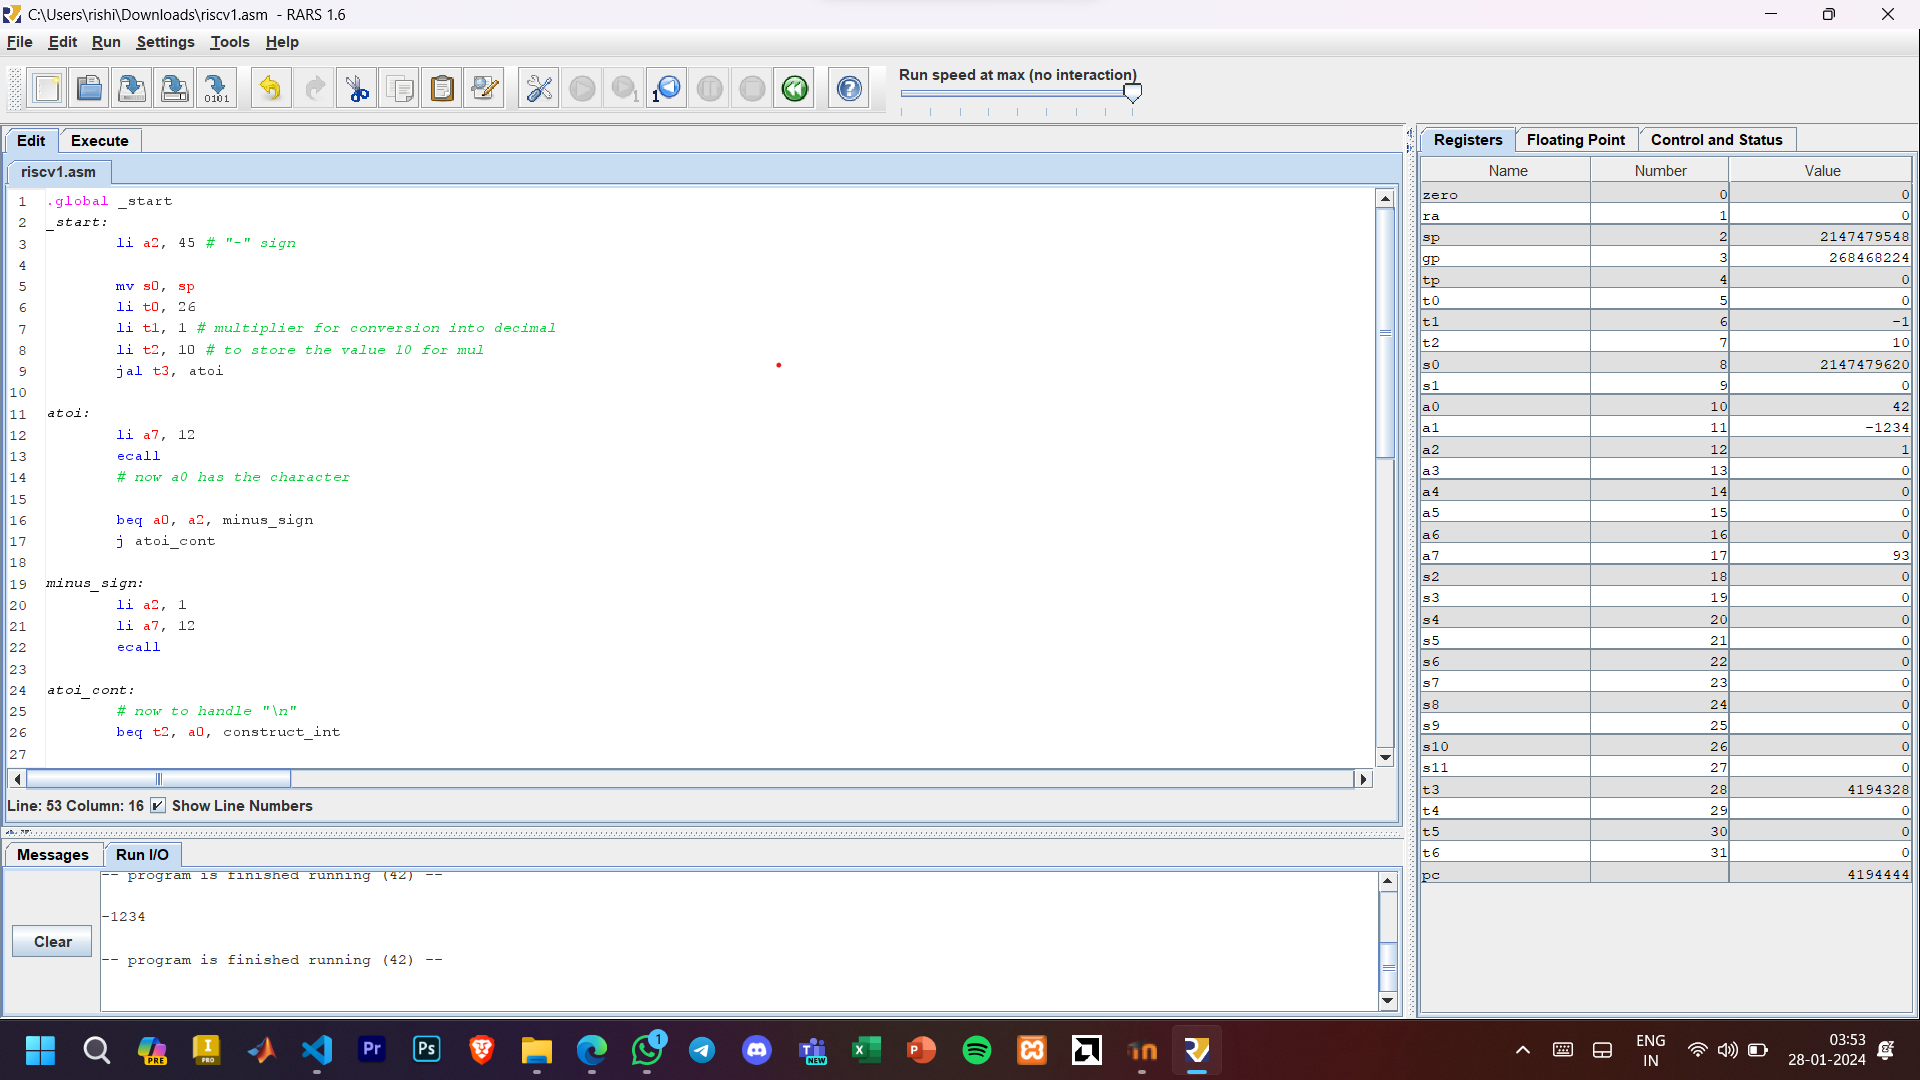 C:\Users\rishi\Downloads\riscv1.asm - RARS 1.6
File Edit Run Settings Tools Help
Run speed at max (no interaction)
Edit Execute
riscv1.asm
1 .global _start
2 _start:
3 li a2, 45 # "-" sign
4
5 mv s0, sp
6 li t0, 26
7 li t1, 1 # multiplier for conversion into decimal
8 li t2, 10 # to store the value 10 for mul
9 jal t3, atoi
10
11 atoi:
12 li a7, 12
13 ecall
14 # now a0 has the character
15
16 beq a0, a2, minus_sign
17 j atoi_cont
18
19 minus_sign:
20 li a2, 1
21 li a7, 12
22 ecall
23
24 atoi_cont:
25 # now to handle "\n"
26 beq t2, a0, construct_int
27
Line: 53 Column: 16 Show Line Numbers
Messages Run I/O
-- program is finished running (42) --
-1234
-- program is finished running (42) --
Clear
Registers Floating Point Control and Status
Name Number Value
zero 0 0
ra 1 0
sp 2 2147479548
gp 3 268468224
tp 4 0
t0 5 0
t1 6 -1
t2 7 10
s0 8 2147479620
s1 9 0
a0 10 42
a1 11 -1234
a2 12 1
a3 13 0
a4 14 0
a5 15 0
a6 16 0
a7 17 93
s2 18 0
s3 19 0
s4 20 0
s5 21 0
s6 22 0
s7 23 0
s8 24 0
s9 25 0
s10 26 0
s11 27 0
t3 28 4194328
t4 29 0
t5 30 0
t6 31 0
pc 4194444
ENG
IN
03:53
28-01-2024